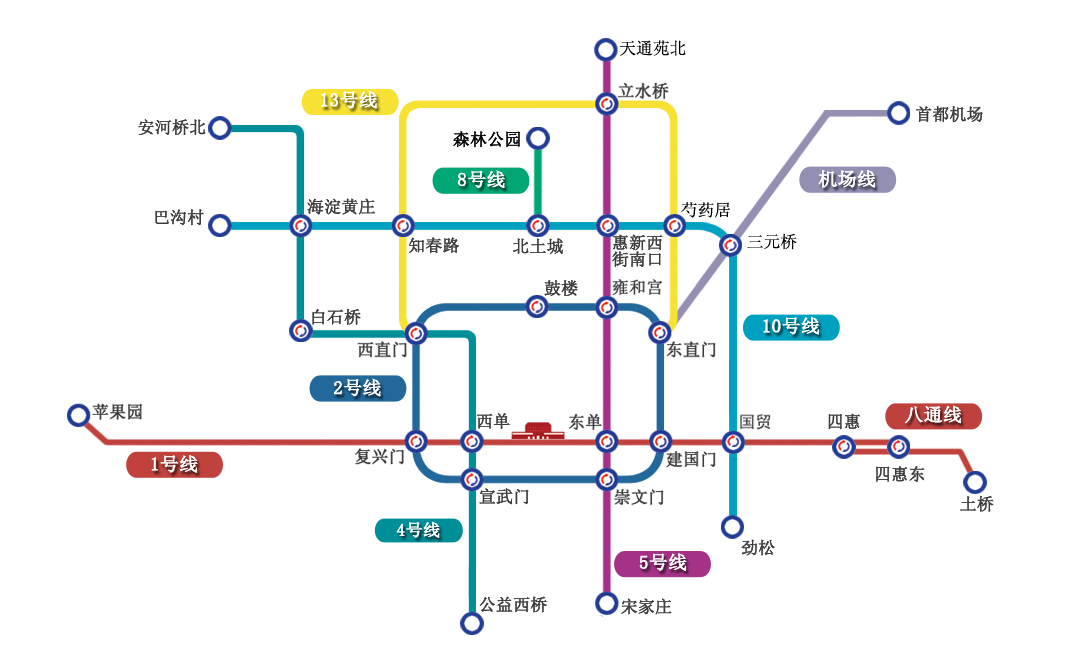 天通苑北
13号线
立水桥
首都机场
安河桥北
森林公园
8号线
机场线
巴沟村
海淀黄庄
芍药居
知春路
北土城
惠新西
街南口
三元桥
鼓楼
雍和宫
白石桥
10号线
西直门
东直门
2号线
苹果园
西单
东单
国贸
四惠
八通线
1号线
复兴门
建国门
四惠东
宣武门
崇文门
土桥
4号线
劲松
5号线
公益西桥
宋家庄